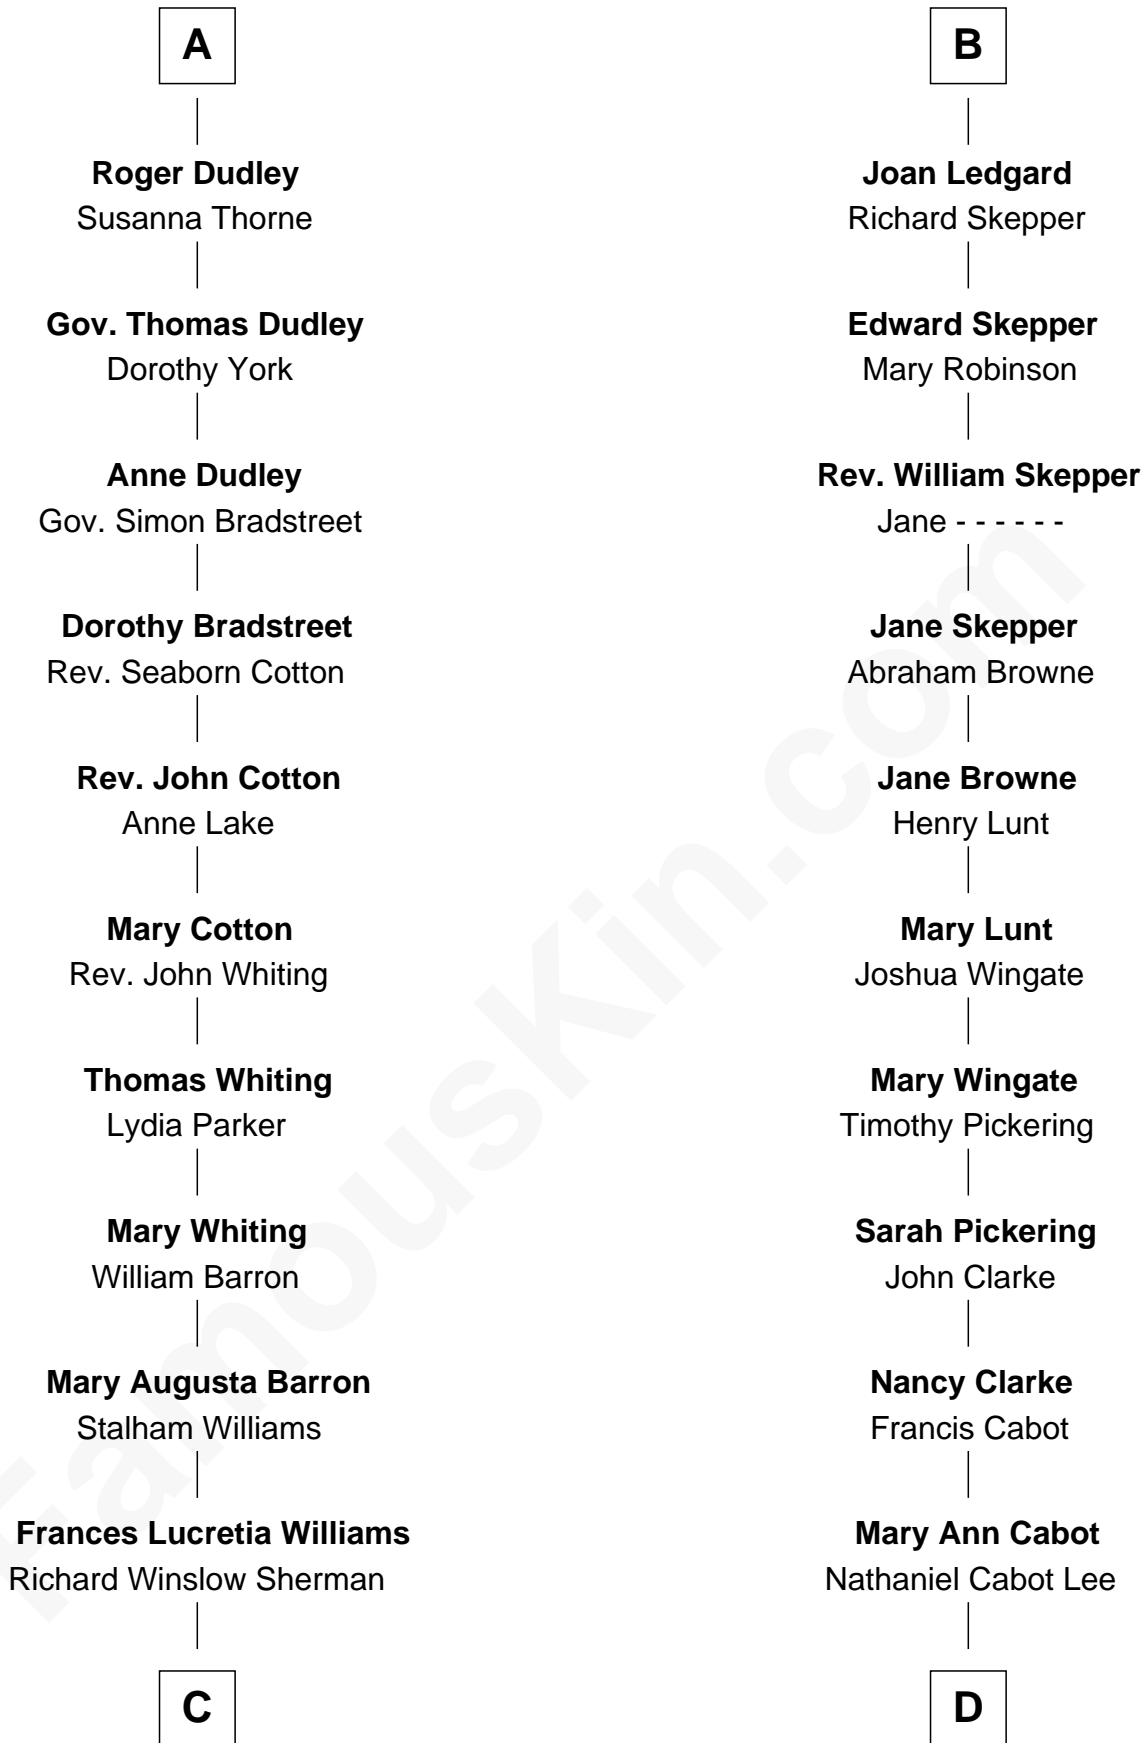 A
Roger Dudley
Susanna Thorne
Gov. Thomas Dudley
Dorothy York
Anne Dudley
Gov. Simon Bradstreet
Dorothy Bradstreet
Rev. Seaborn Cotton
Rev. John Cotton
Anne Lake
Mary Cotton
Rev. John Whiting
Thomas Whiting
Lydia Parker
Mary Whiting
William Barron
Mary Augusta Barron
Stalham Williams
Frances Lucretia Williams
Richard Winslow Sherman
C
B
Joan Ledgard
Richard Skepper
Edward Skepper
Mary Robinson
Rev. William Skepper
Jane - - - - - -
Jane Skepper
Abraham Browne
Jane Browne
Henry Lunt
Mary Lunt
Joshua Wingate
Mary Wingate
Timothy Pickering
Sarah Pickering
John Clarke
Nancy Clarke
Francis Cabot
Mary Ann Cabot
Nathaniel Cabot Lee
D
FamousKin.com